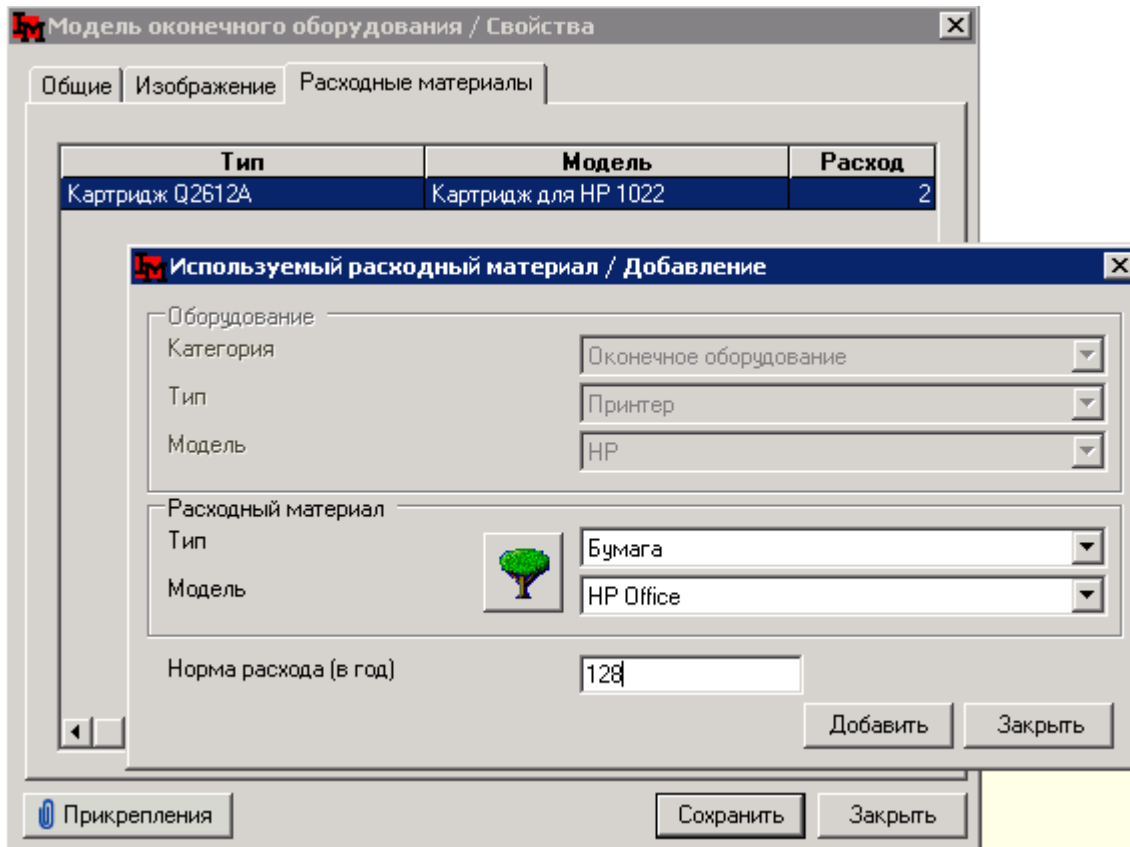 Модель оконечного оборудования / Свойства
Общие Изображение Расходные материалы
Тип Модель Расход
Картридж Q2612A Картридж для HP 1022 2
Используемый расходный материал / Добавление
Оборудование
Категория Оконечное оборудование
Тип Принтер
Модель HP
Расходный материал
Тип Бумага
Модель HP Office
Норма расхода (в год) 128
Добавить Закрыть
Прикрепления Сохранить Закрыть